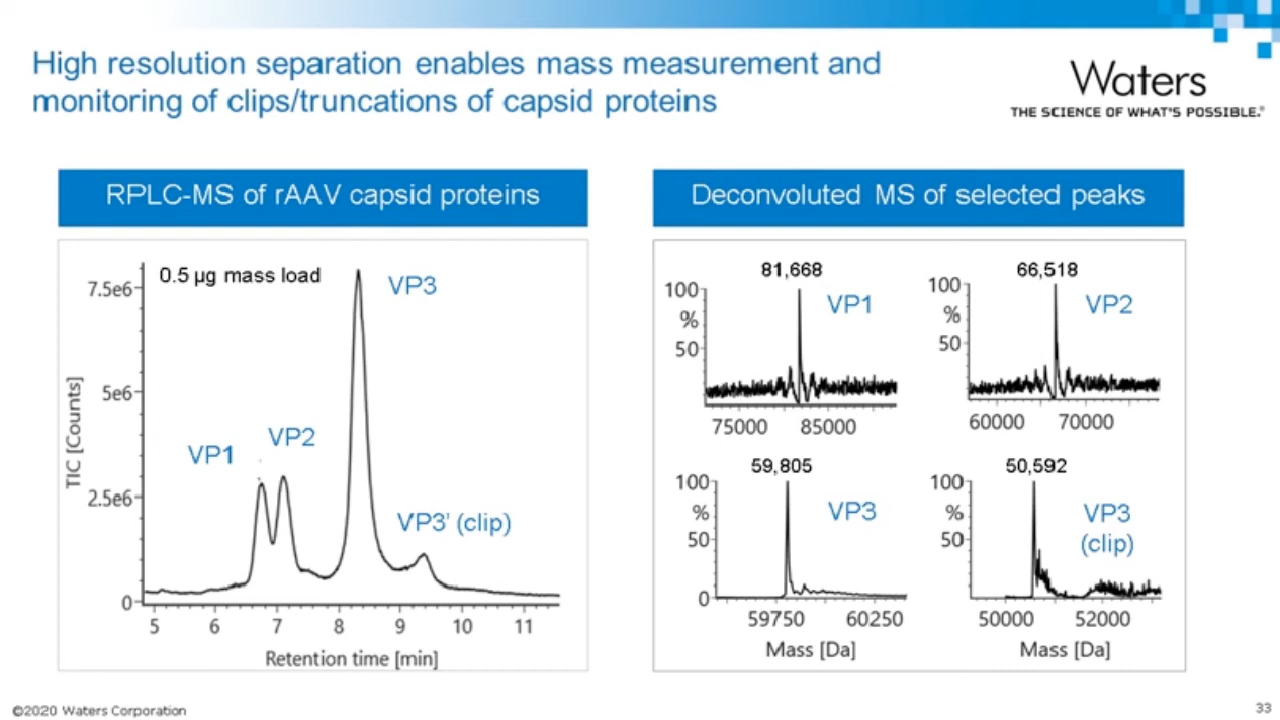 High resolution separation enables mass measurement and
monitoring of clips/truncations of capsid proteins
Waters
THE SCIENCE OF WHAT'S POSSIBLE.®
RPLC-MS of rAAV capsid proteins
0.5 µg mass load
VP3
VP1
VP2
VP3' (clip)
TIC [Counts]
7.5e6
5e6
2.5e6
0
5 6 7 8 9 10 11
Retention time [min]
Deconvoluted MS of selected peaks
81,668
VP1
100
%
50
75000 85000
66,518
VP2
100
%
50
60000 70000
59,805
VP3
100
%
50
0
59750 60250
Mass [Da]
50,592
VP3
(clip)
100
%
50
0
50000 52000
Mass [Da]
©2020 Waters Corporation
33